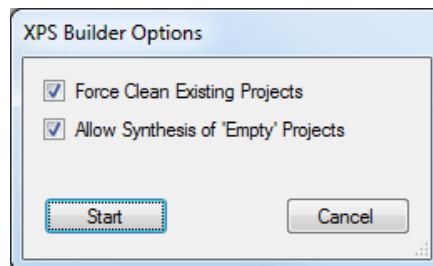 XPS Builder Options
Force Clean Existing Projects
Allow Synthesis of 'Empty' Projects
Start Cancel